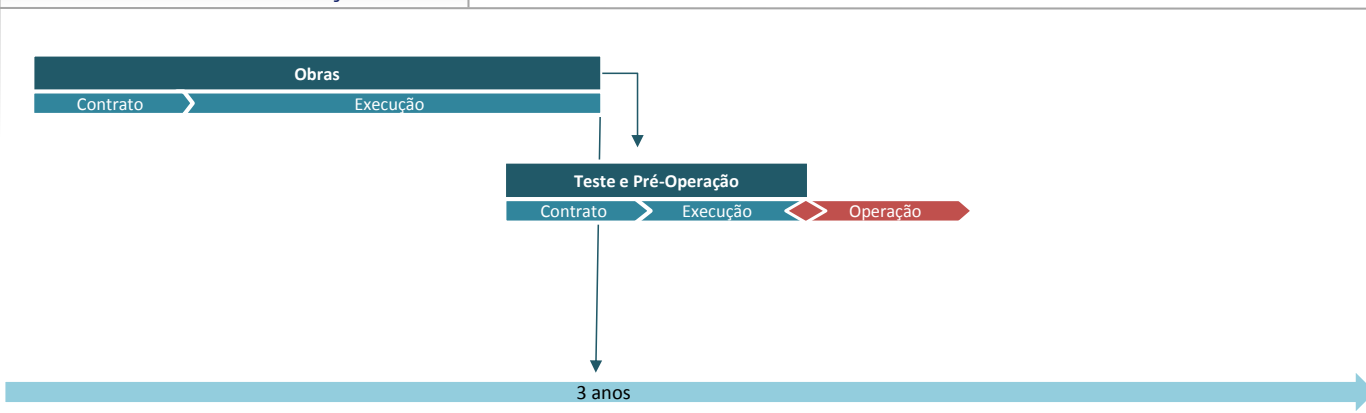 Obras
Contrato
Execução
Teste e Pré-Operação
Contrato
Execução
Operação
3 anos